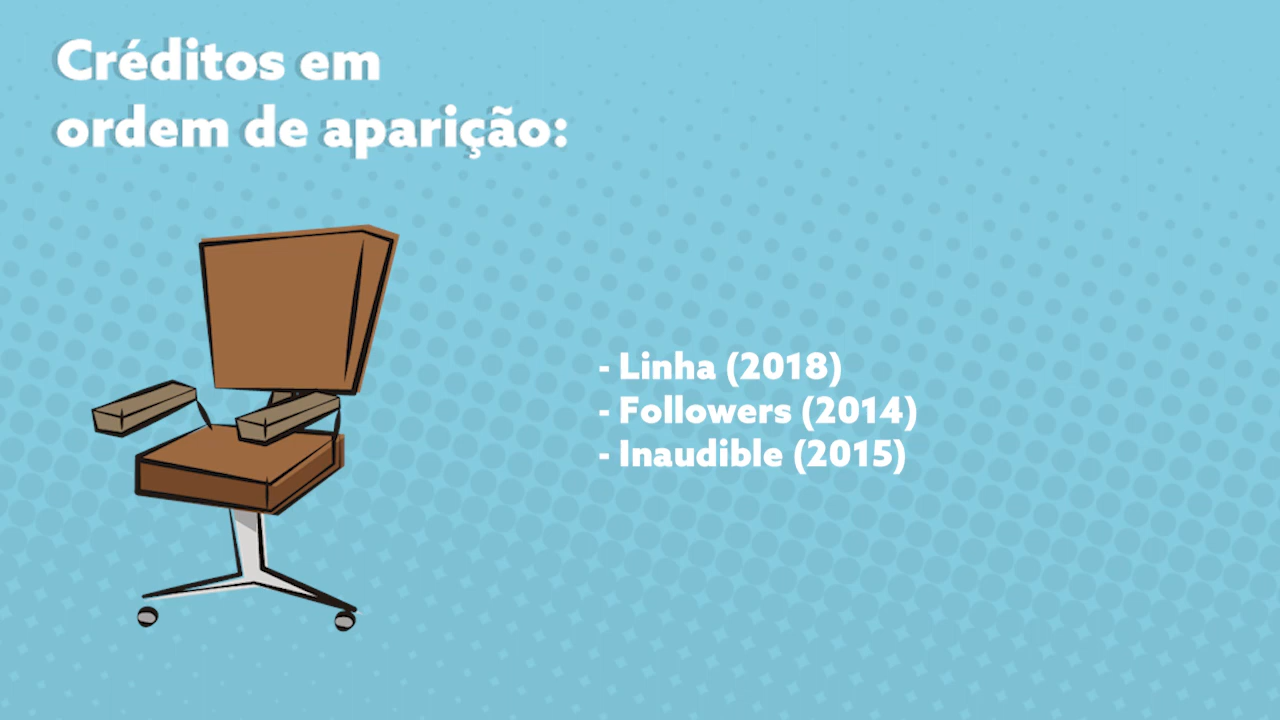 Créditos em
ordem de aparição:
- Linha (2018)
- Followers (2014)
- Inaudible (2015)